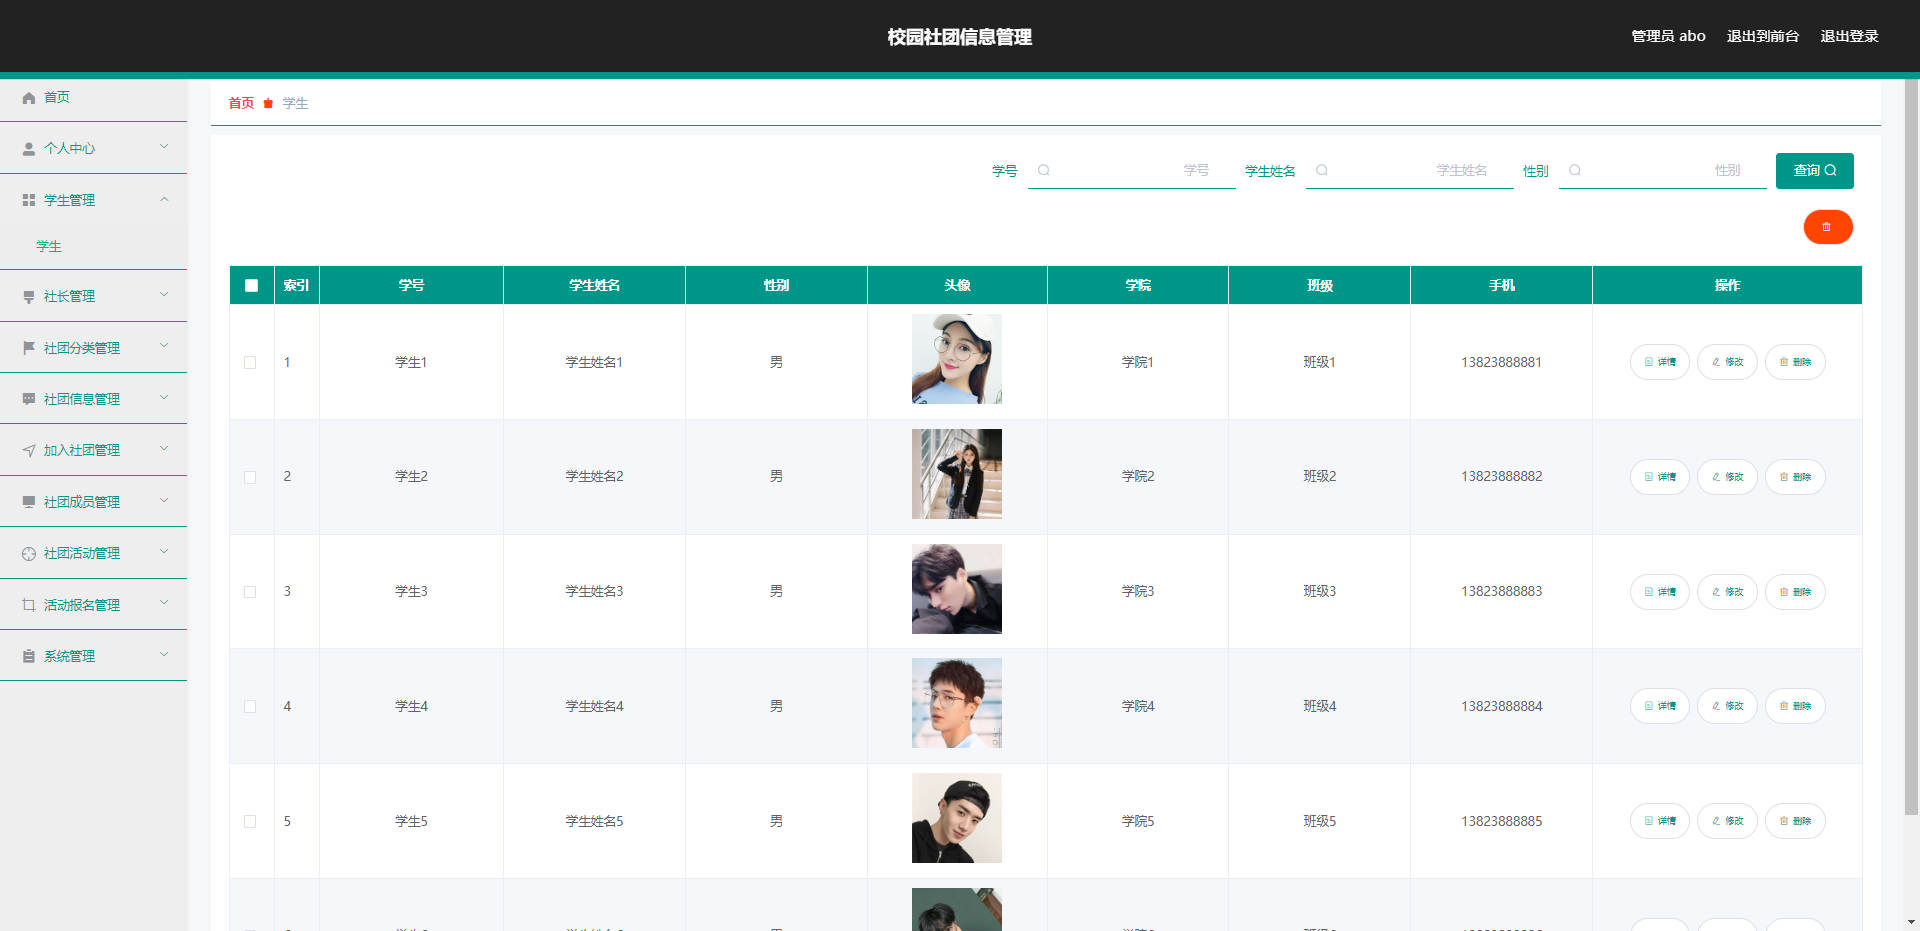 校园社团信息管理
管理员 abo 退出到前台 退出登录
首页
个人中心
学生管理
学生
社长管理
社团分类管理
社团信息管理
加入社团管理
社团成员管理
社团活动管理
活动报名管理
系统管理
首页 学生
学号 学号 学生姓名 学生姓名 性别 性别 查询
索引 学号 学生姓名 性别 头像 学院 班级 手机 操作
1 学生1 学生姓名1 男 学院1 班级1 13823888881 详情 修改 删除
2 学生2 学生姓名2 男 学院2 班级2 13823888882 详情 修改 删除
3 学生3 学生姓名3 男 学院3 班级3 13823888883 详情 修改 删除
4 学生4 学生姓名4 男 学院4 班级4 13823888884 详情 修改 删除
5 学生5 学生姓名5 男 学院5 班级5 13823888885 详情 修改 删除